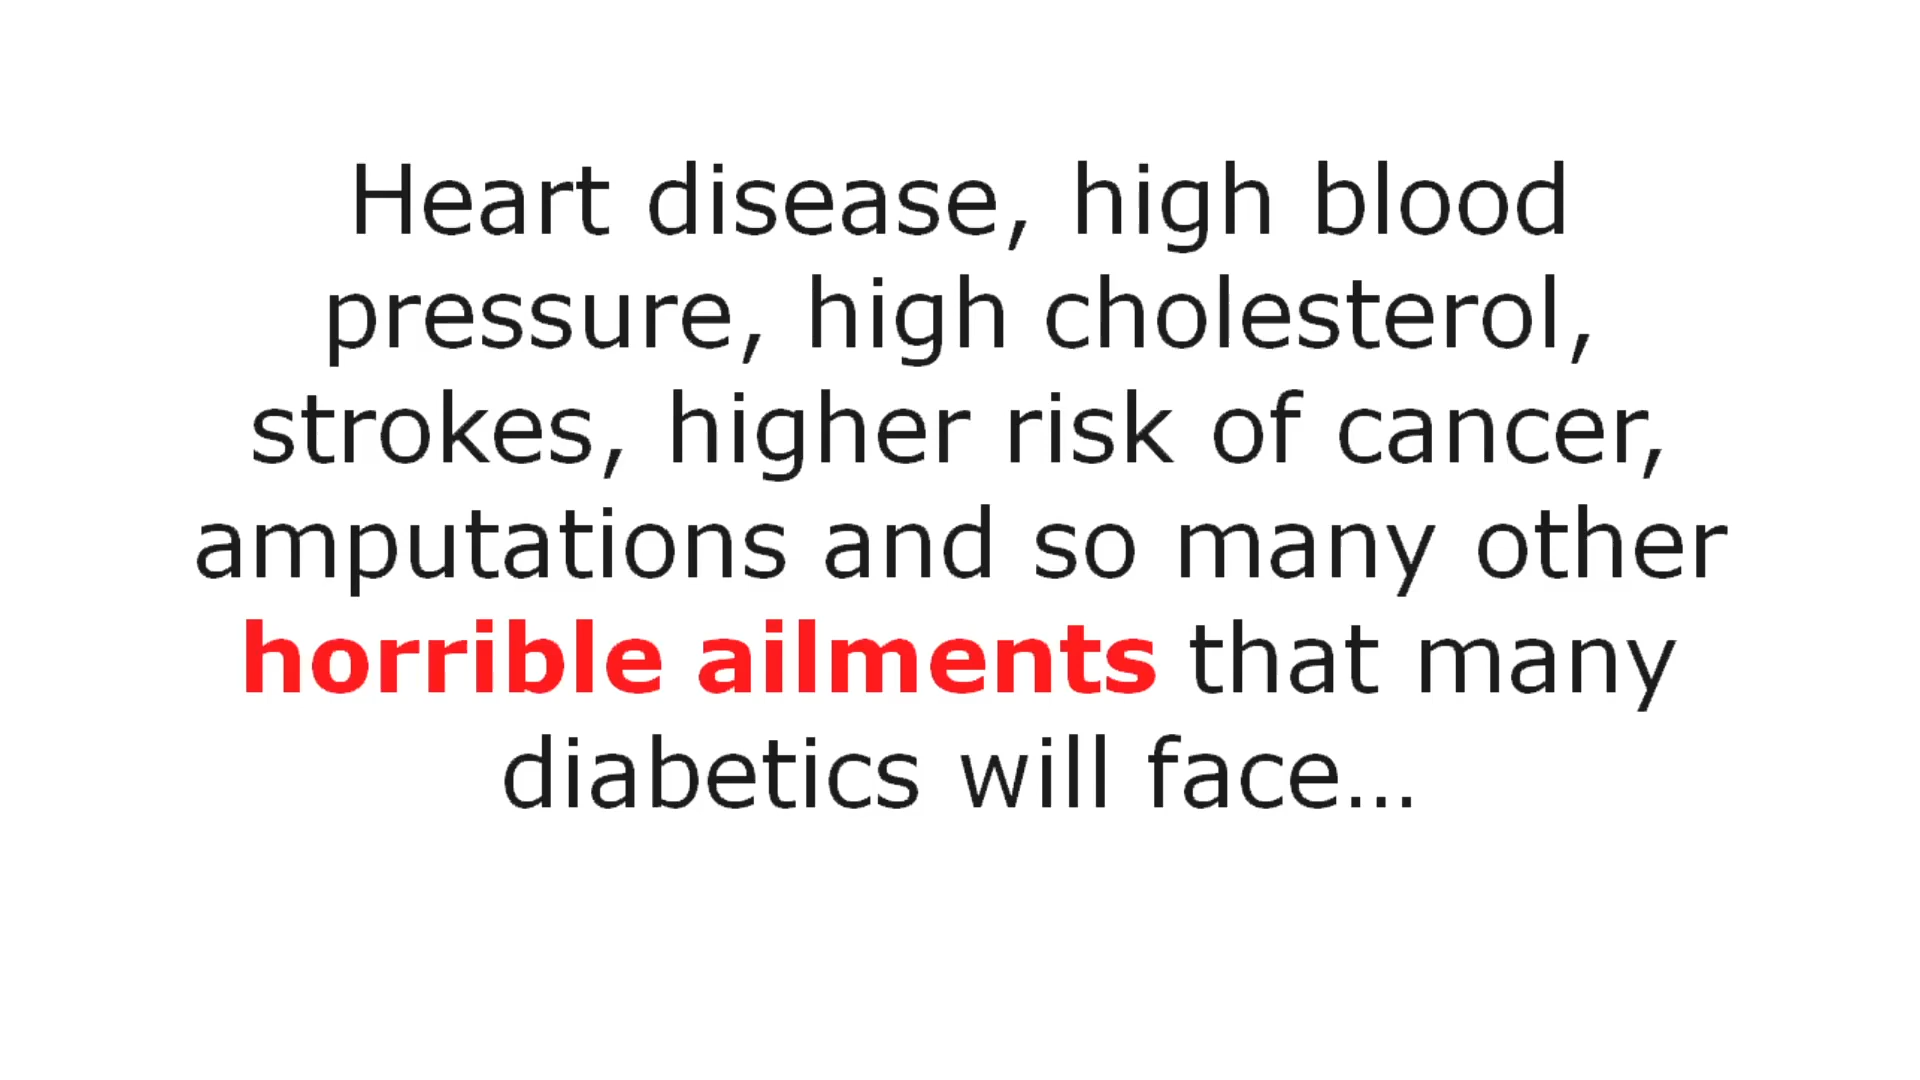 Heart disease, high blood
pressure, high cholesterol,
strokes, higher risk of cancer,
amputations and so many other
horrible ailments that many
diabetics will face...